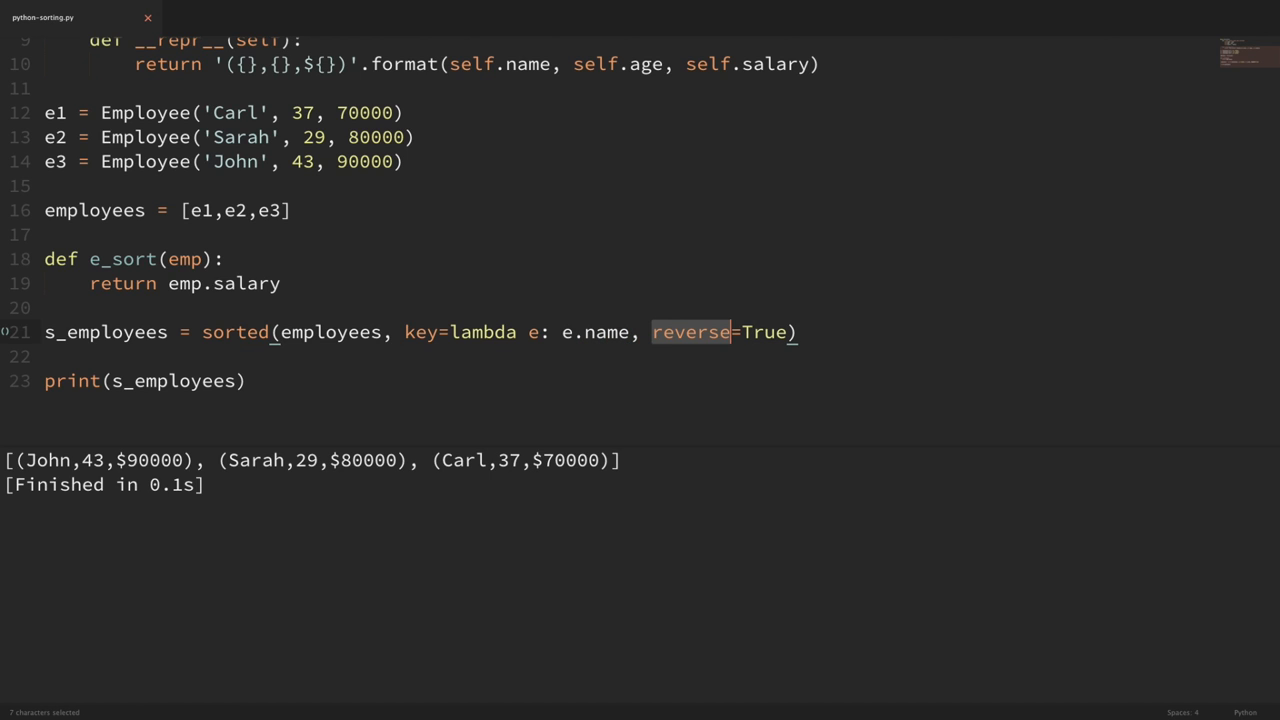 python-sorting.py ×
9     def __repr__(self):
10         return '({},{},${})'.format(self.name, self.age, self.salary)
11
12 e1 = Employee('Carl', 37, 70000)
13 e2 = Employee('Sarah', 29, 80000)
14 e3 = Employee('John', 43, 90000)
15
16 employees = [e1,e2,e3]
17
18 def e_sort(emp):
19     return emp.salary
20
21 s_employees = sorted(employees, key=lambda e: e.name, reverse=True)
22
23 print(s_employees)
[(John,43,$90000), (Sarah,29,$80000), (Carl,37,$70000)]
[Finished in 0.1s]
7 characters selected Spaces: 4 Python